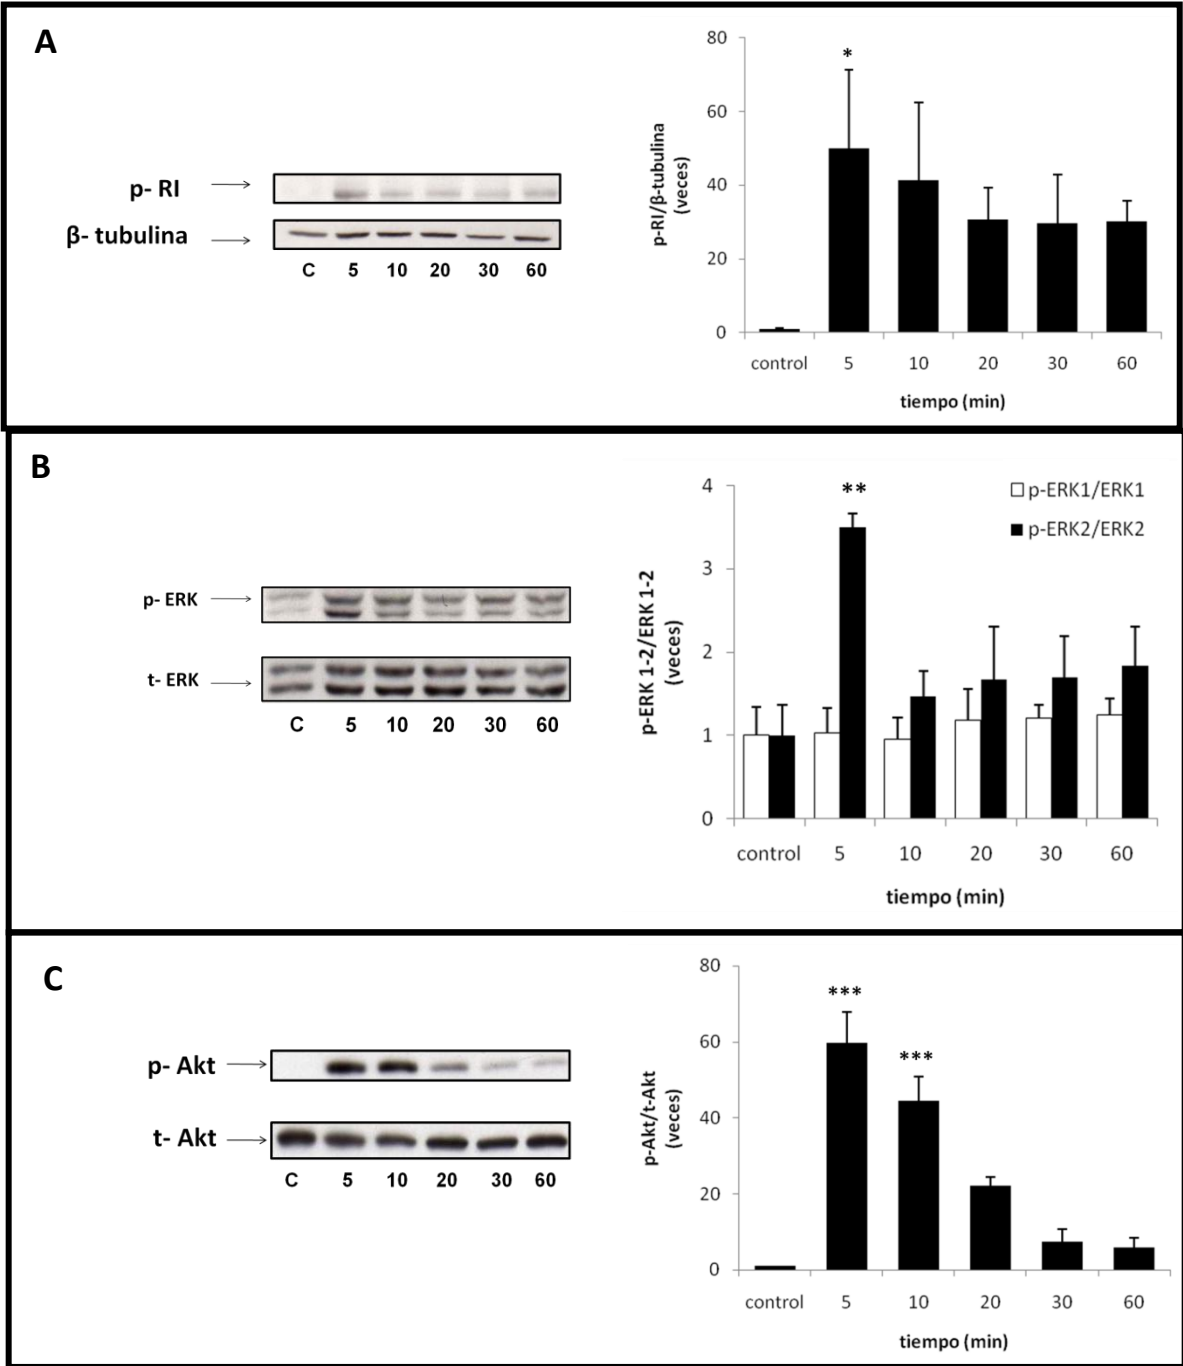 A
p- RI
β- tubulina
C 5 10 20 30 60
80
60
40
20
0
*
p-RI/β-tubulina
(veces)
control 5 10 20 30 60
tiempo (min)
B
p- ERK
t- ERK
C 5 10 20 30 60
4
3
2
1
0
**
p-ERK1/ERK1
p-ERK2/ERK2
p-ERK 1-2/ERK 1-2
(veces)
control 5 10 20 30 60
tiempo (min)
C
p- Akt
t- Akt
C 5 10 20 30 60
80
60
40
20
0
***
***
p-Akt/t-Akt
(veces)
control 5 10 20 30 60
tiempo (min)